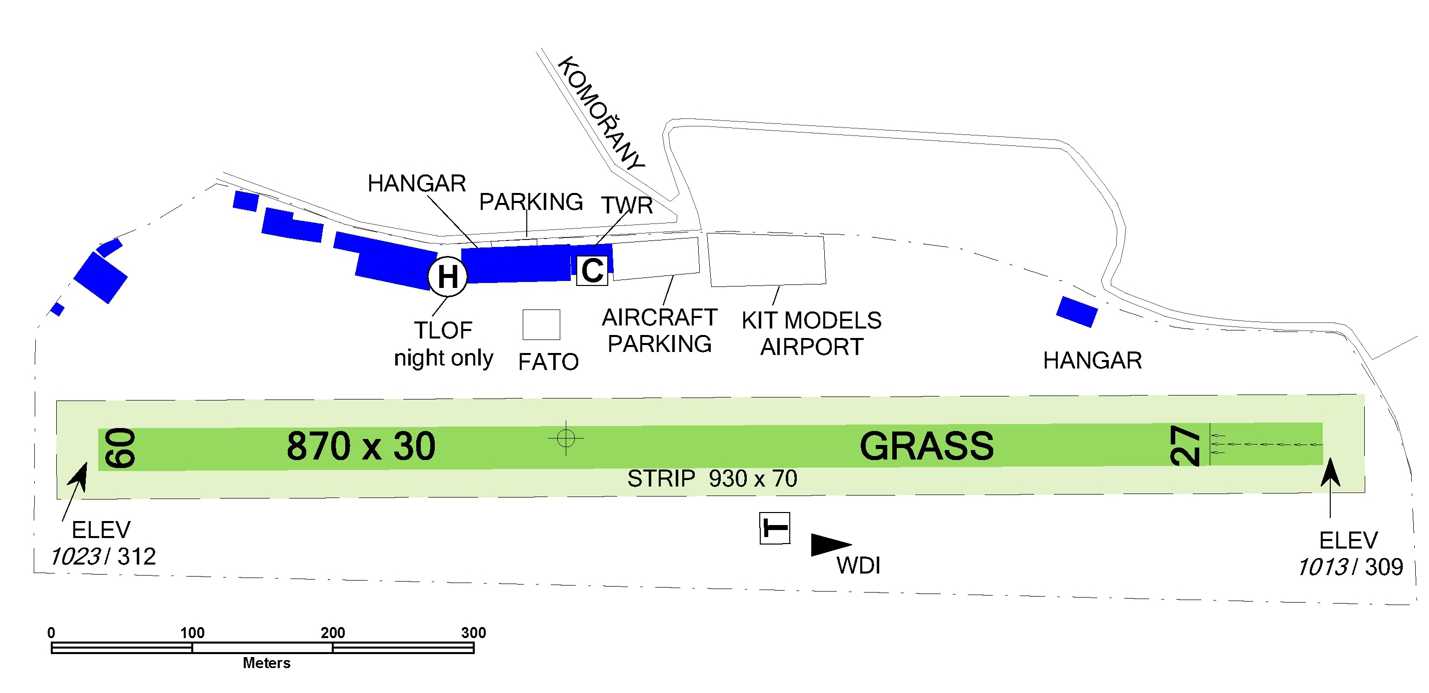 KOMOŘANY
HANGAR
PARKING
TWR
H
C
TLOF
night only
FATO
AIRCRAFT
PARKING
KIT MODELS
AIRPORT
HANGAR
09
870 x 30
GRASS
27
STRIP 930 x 70
ELEV
1023 / 312
T
WDI
ELEV
1013 / 309
0 100 200 300
Meters